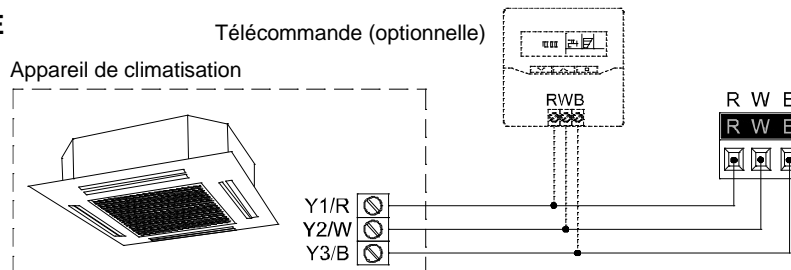 E
Télécommande (optionnelle)
Appareil de climatisation
RWB
R W B
R W B
Y1/R
Y2/W
Y3/B